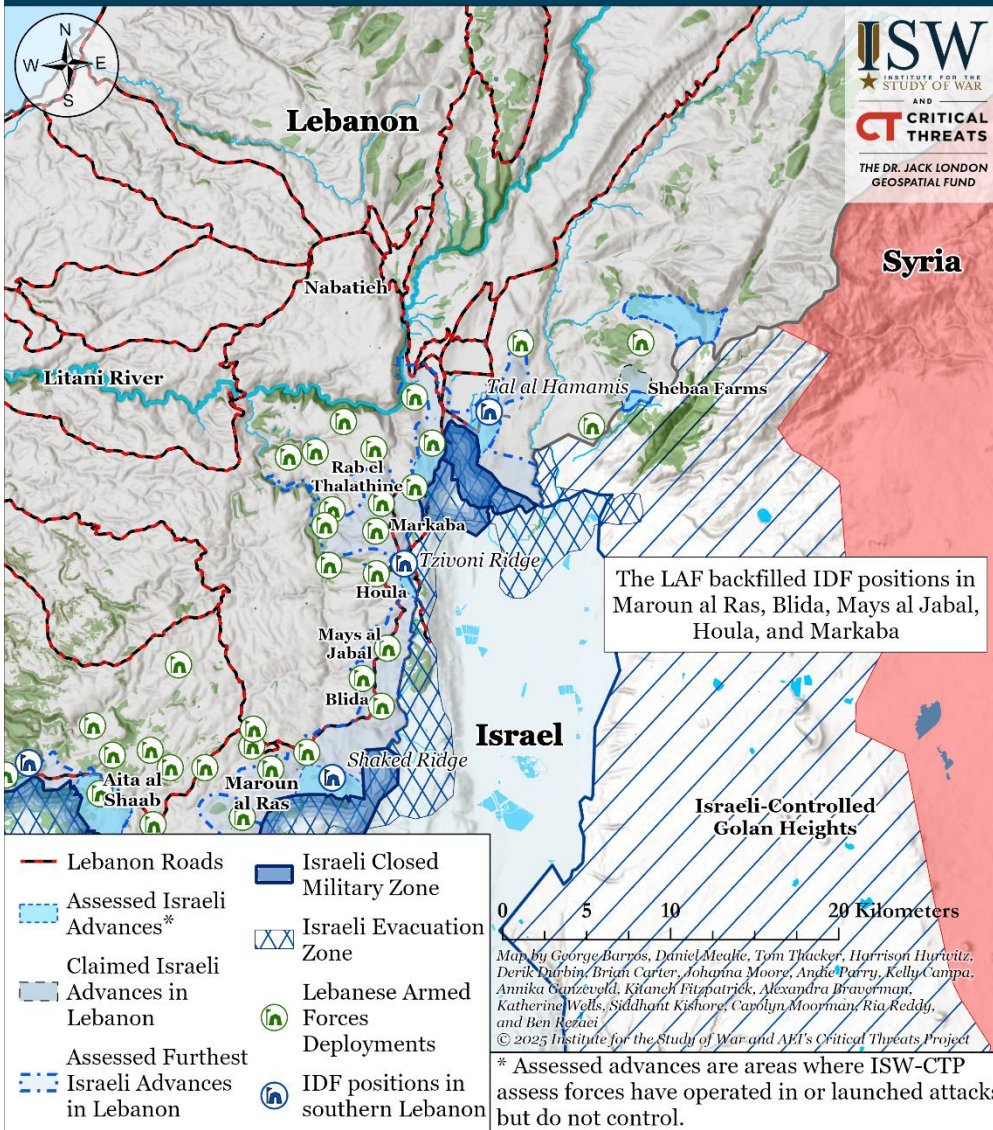 N
W
E
S
ISW
INSTITUTE FOR THE
STUDY OF WAR
AND
CT CRITICAL
THREATS
THE DR. JACK LONDON
GEOSPATIAL FUND
Lebanon
Syria
Nabatieh
Litani River
Tal al Hamamis
Shebaa Farms
Rab el
Thalathine
Markaba
Tzivoni Ridge
Houla
The LAF backfilled IDF positions in
Maroun al Ras, Blida, Mays al Jabal,
Houla, and Markaba
Mays al
Jabal
Blida
Israel
Shaked Ridge
Aita al
Shaab
Maroun
al Ras
Israeli-Controlled
Golan Heights
Lebanon Roads
Assessed Israeli
Advances*
Claimed Israeli
Advances in
Lebanon
Assessed Furthest
Israeli Advances
in Lebanon
Israeli Closed
Military Zone
Israeli Evacuation
Zone
Lebanese Armed
Forces
Deployments
IDF positions in
southern Lebanon
0 5 10 20 Kilometers
Map by George Barros, Daniel Mealie, Tom Thacker, Harrison Hurwitz,
Derik Durbin, Brian Carter, Johanna Moore, Andie Parry, Kelly Campa,
Annika Ganzeveld, Kitaneh Fitzpatrick, Alexandra Braverman,
Katherine Wells, Siddhant Kishore, Carolyn Moorman, Ria Reddy,
and Ben Rezaei
© 2025 Institute for the Study of War and AEI's Critical Threats Project
* Assessed advances are areas where ISW-CTP
assess forces have operated in or launched attacks
but do not control.